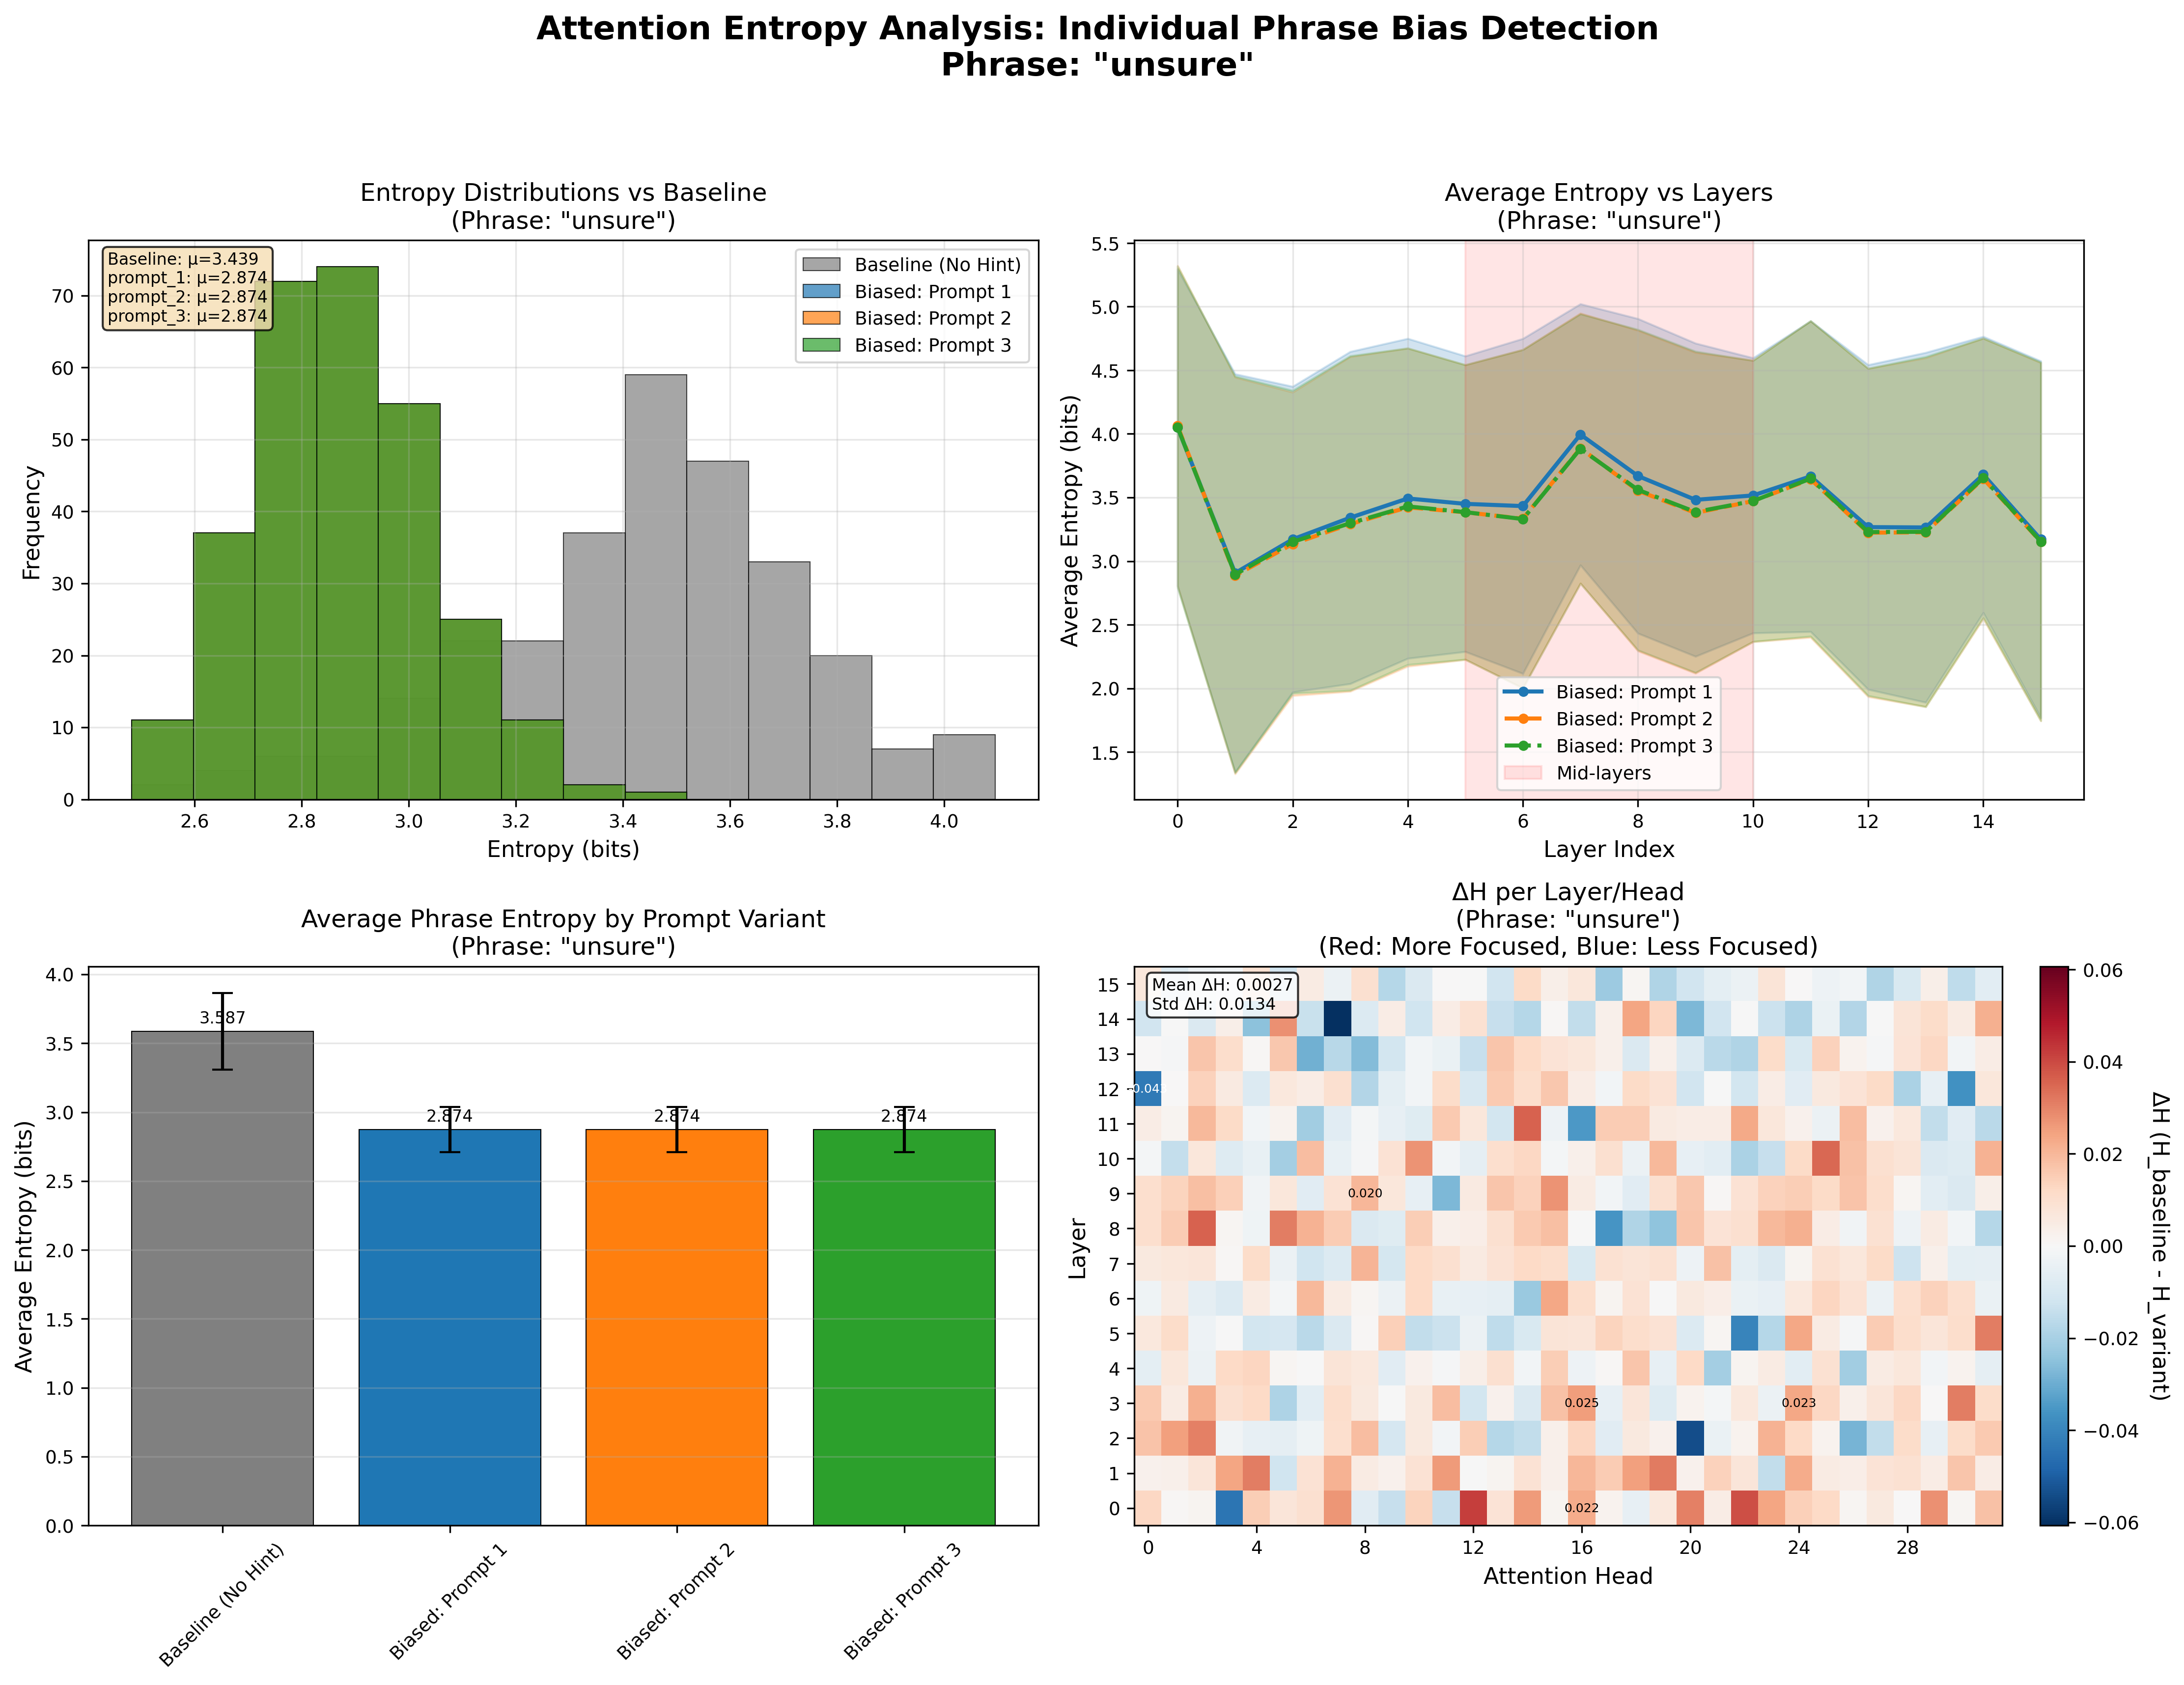 Attention Entropy Analysis: Individual Phrase Bias Detection
Phrase: "unsure"
Entropy Distributions vs Baseline
(Phrase: "unsure")
Baseline: μ=3.439
prompt_1: μ=2.874
prompt_2: μ=2.874
prompt_3: μ=2.874
Baseline (No Hint)
Biased: Prompt 1
Biased: Prompt 2
Biased: Prompt 3
Frequency
70
60
50
40
30
20
10
0
2.6 2.8 3.0 3.2 3.4 3.6 3.8 4.0
Entropy (bits)
Average Entropy vs Layers
(Phrase: "unsure")
Average Entropy (bits)
5.5
5.0
4.5
4.0
3.5
3.0
2.5
2.0
1.5
Biased: Prompt 1
Biased: Prompt 2
Biased: Prompt 3
Mid-layers
0 2 4 6 8 10 12 14
Layer Index
Average Phrase Entropy by Prompt Variant
(Phrase: "unsure")
Average Entropy (bits)
4.0
3.5
3.0
2.5
2.0
1.5
1.0
0.5
0.0
3.587
2.874
2.874
2.874
Baseline (No Hint)
Biased: Prompt 1
Biased: Prompt 2
Biased: Prompt 3
ΔH per Layer/Head
(Phrase: "unsure")
(Red: More Focused, Blue: Less Focused)
Mean ΔH: 0.0027
Std ΔH: 0.0134
Layer
15
14
13
12
11
10
9
8
7
6
5
4
3
2
1
0
0.020
0.025
0.023
0.022
0 4 8 12 16 20 24 28
Attention Head
0.06
0.04
0.02
0.00
−0.02
−0.04
−0.06
ΔH (H_baseline - H_variant)